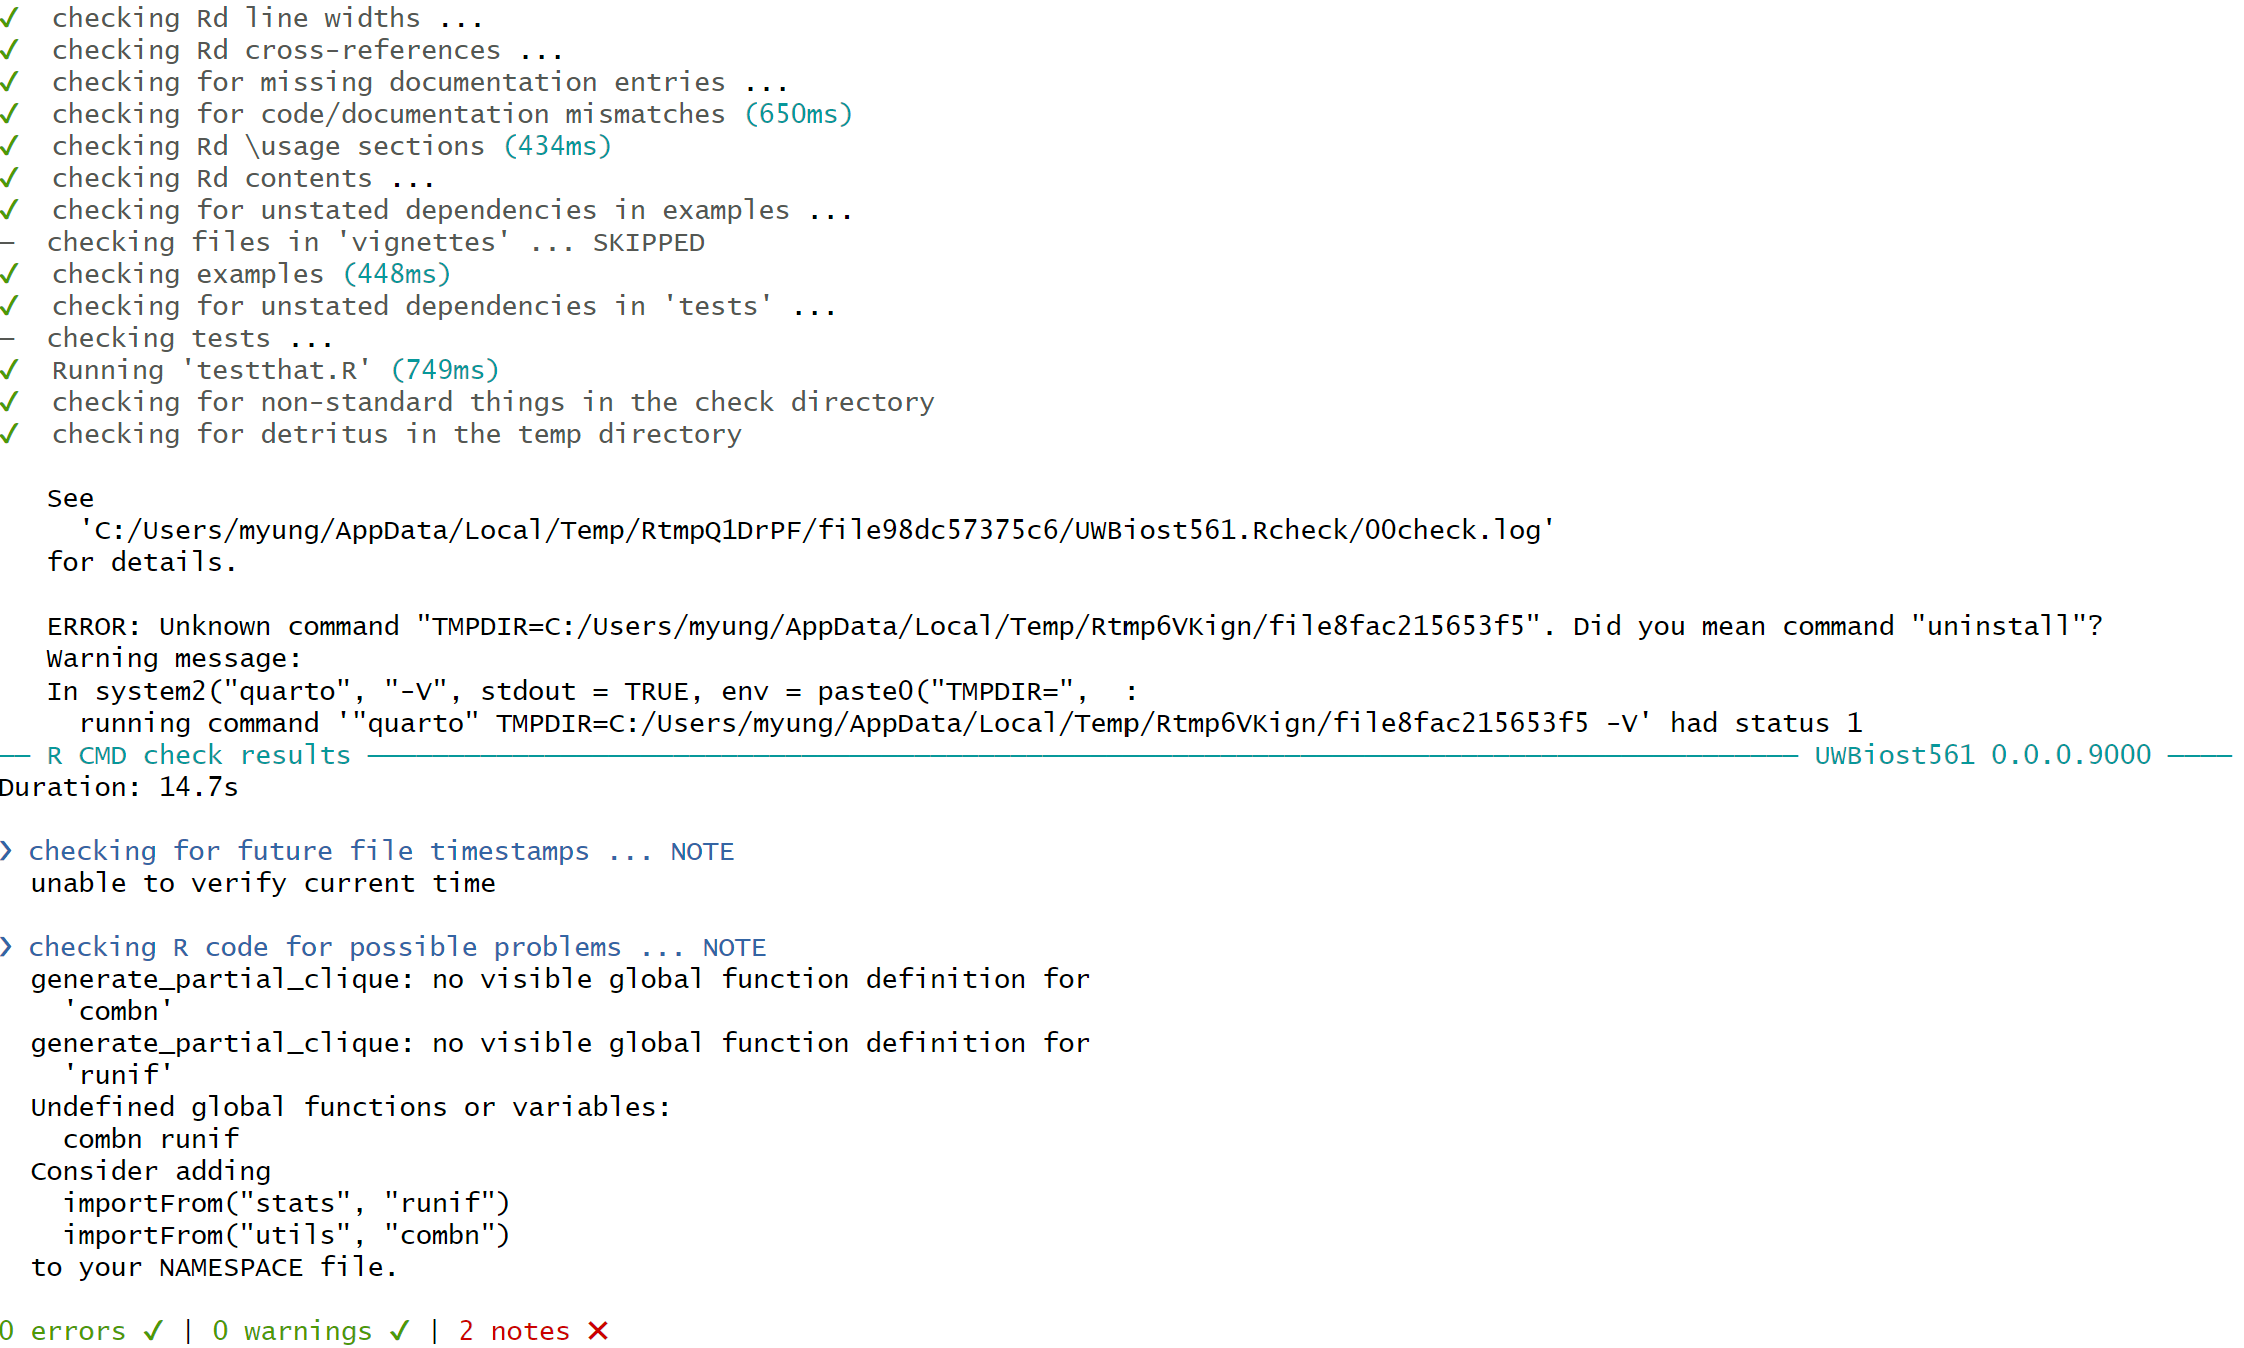 ✓ checking Rd line widths ...
✓ checking Rd cross-references ...
✓ checking for missing documentation entries ...
✓ checking for code/documentation mismatches (650ms)
✓ checking Rd \usage sections (434ms)
✓ checking Rd contents ...
✓ checking for unstated dependencies in examples ...
─ checking files in 'vignettes' ... SKIPPED
✓ checking examples (448ms)
✓ checking for unstated dependencies in 'tests' ...
─ checking tests ...
✓ Running 'testthat.R' (749ms)
✓ checking for non-standard things in the check directory
✓ checking for detritus in the temp directory
See
'C:/Users/myung/AppData/Local/Temp/RtmpQ1DrPF/file98dc57375c6/UWBiost561.Rcheck/00check.log'
for details.
ERROR: Unknown command "TMPDIR=C:/Users/myung/AppData/Local/Temp/Rtmp6VKign/file8fac215653f5". Did you mean command "uninstall"?
Warning message:
In system2("quarto", "-V", stdout = TRUE, env = paste0("TMPDIR=",  :
running command '"quarto" TMPDIR=C:/Users/myung/AppData/Local/Temp/Rtmp6VKign/file8fac215653f5 -V' had status 1
── R CMD check results ──── UWBiost561 0.0.0.9000 ────
Duration: 14.7s
❯ checking for future file timestamps ... NOTE
unable to verify current time
❯ checking R code for possible problems ... NOTE
generate_partial_clique: no visible global function definition for
'combn'
generate_partial_clique: no visible global function definition for
'runif'
Undefined global functions or variables:
combn runif
Consider adding
importFrom("stats", "runif")
importFrom("utils", "combn")
to your NAMESPACE file.
0 errors ✓ | 0 warnings ✓ | 2 notes ✖